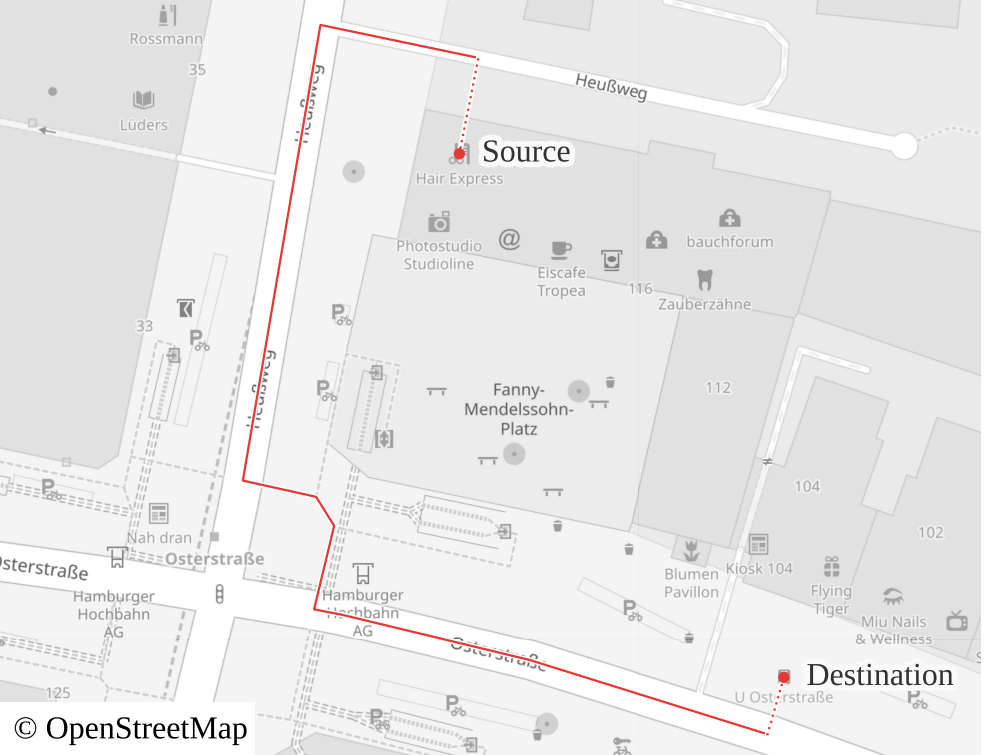 Rossmann
35
Lüders
Heußweg
Heußweg
Source
Hair Express
Photostudio
Studioline
@
Eiscafe
Tropea
bauchforum
116
Zauberzähne
33
Heußweg
Fanny-
Mendelssohn-
Platz
112
104
102
Nah dran
Osterstraße
Osterstraße
Hamburger
Hochbahn
AG
Hamburger
Hochbahn
AG
Blumen
Pavillon
Kiosk 104
Flying
Tiger
Miu Nails
& Wellness
Osterstraße
Destination
U Osterstraße
125
© OpenStreetMap